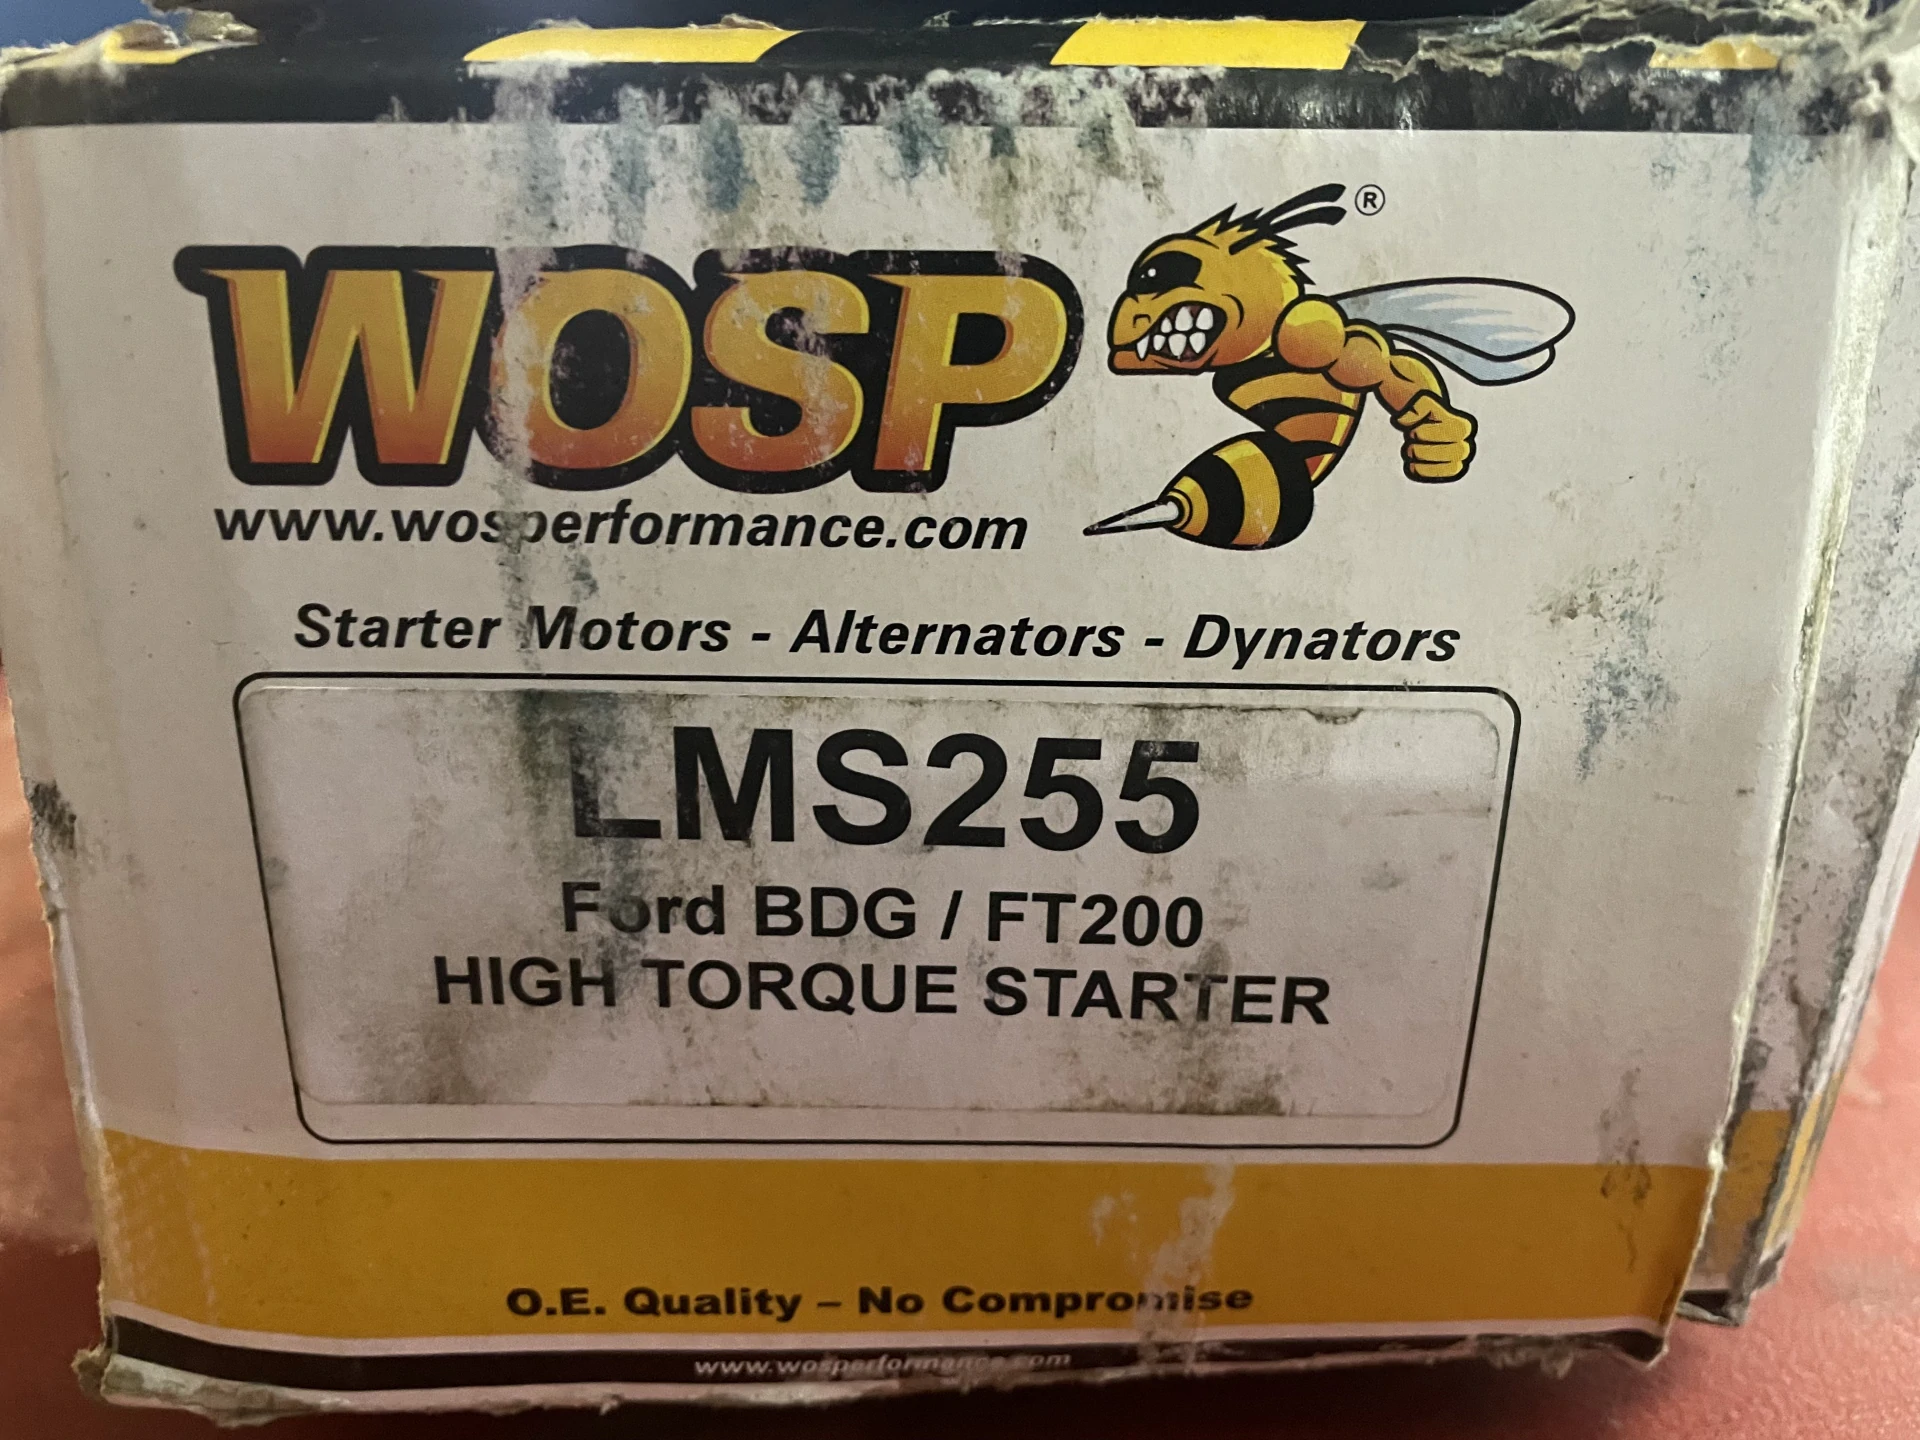 WOSP ®
www.wosperformance.com
Starter Motors - Alternators - Dynators
LMS255
Ford BDG / FT200
HIGH TORQUE STARTER
O.E. Quality – No Compromise
www.wosperformance.com